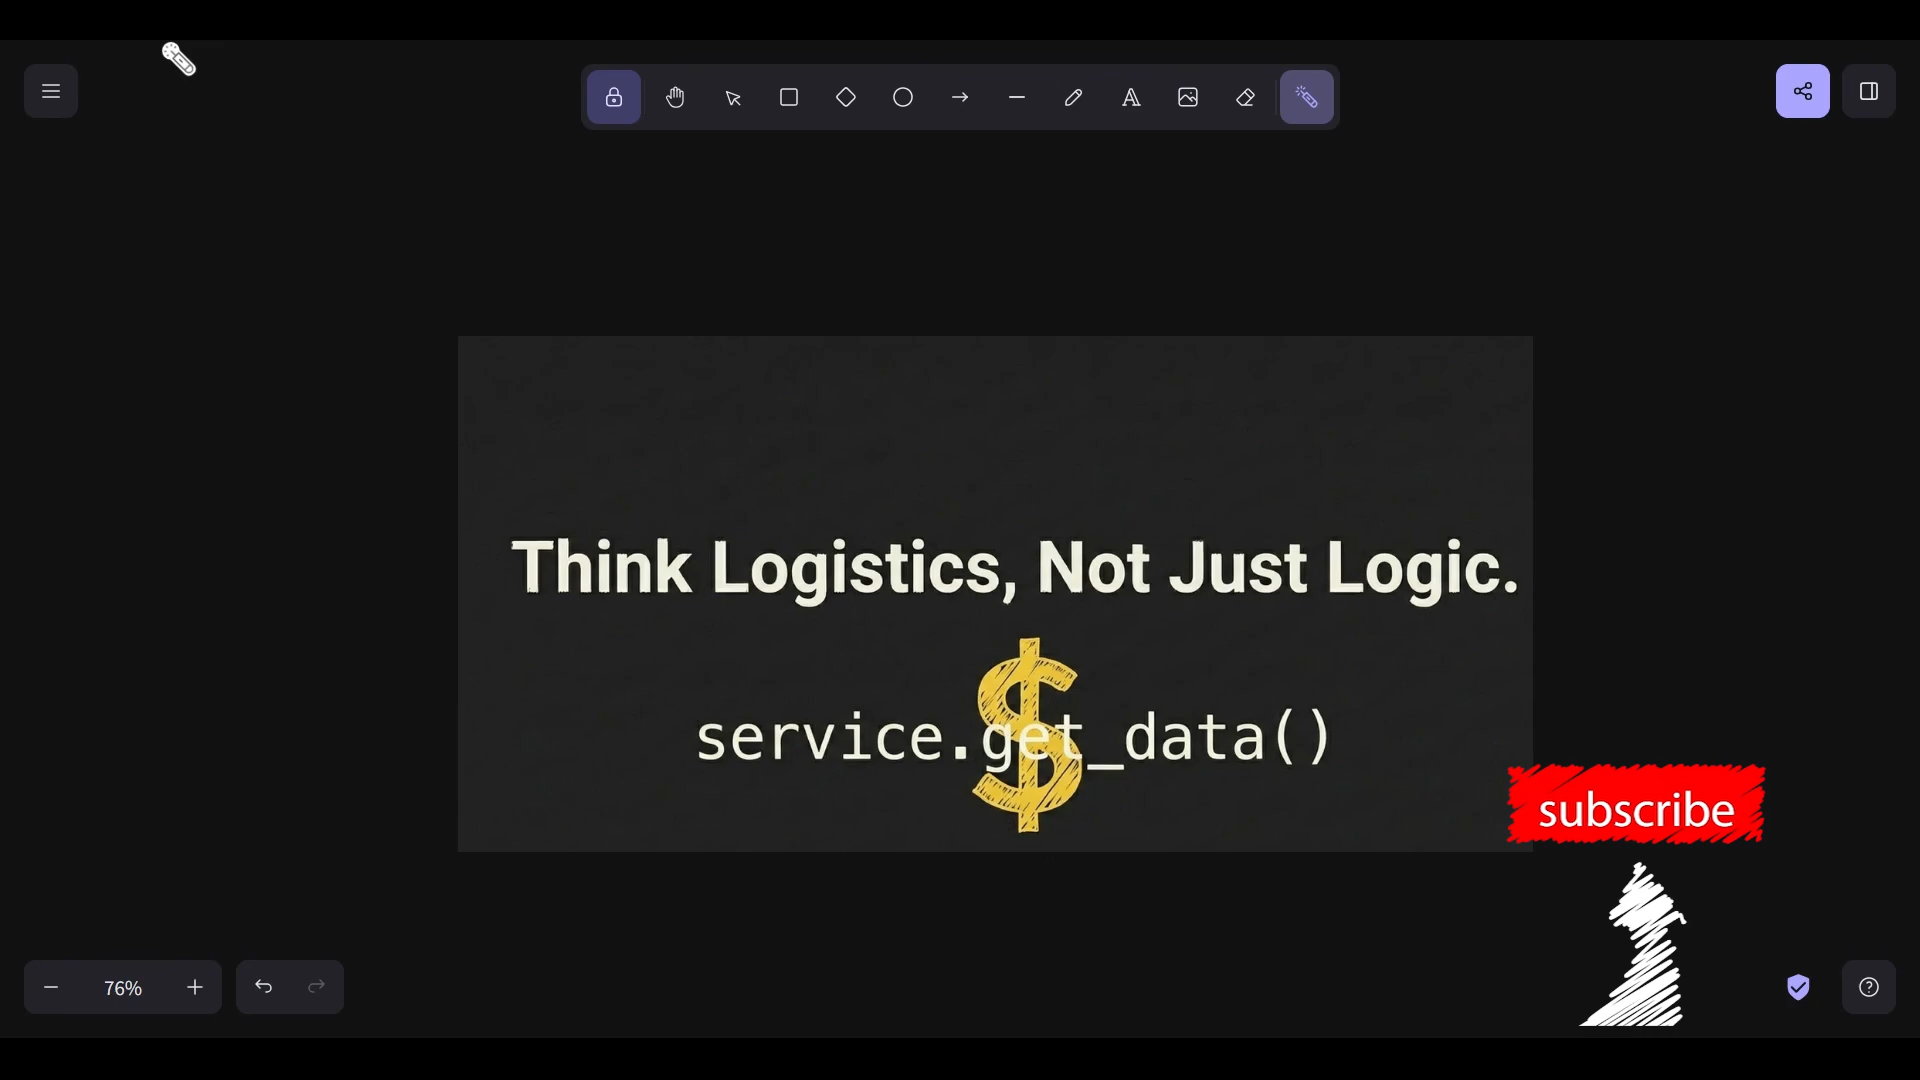 Think Logistics, Not Just Logic.
$
service.get_data()
subscribe
76%